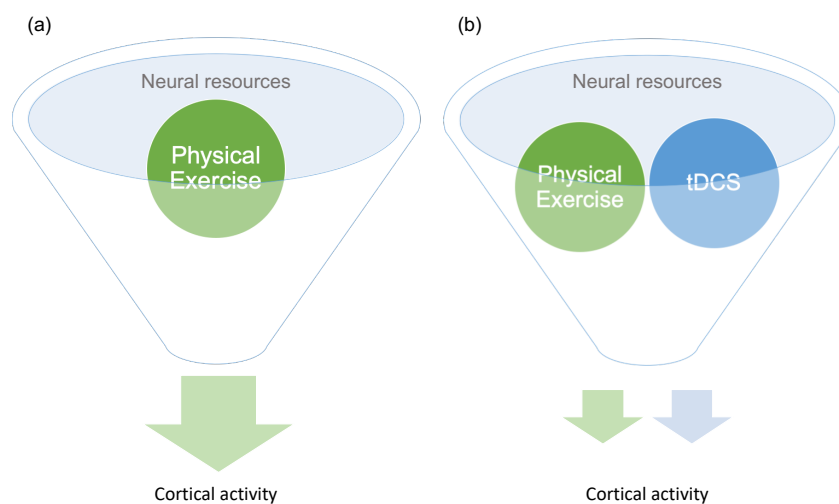 (a)
Neural resources
Physical
Exercise
Cortical activity
(b)
Neural resources
Physical
Exercise
tDCS
Cortical activity